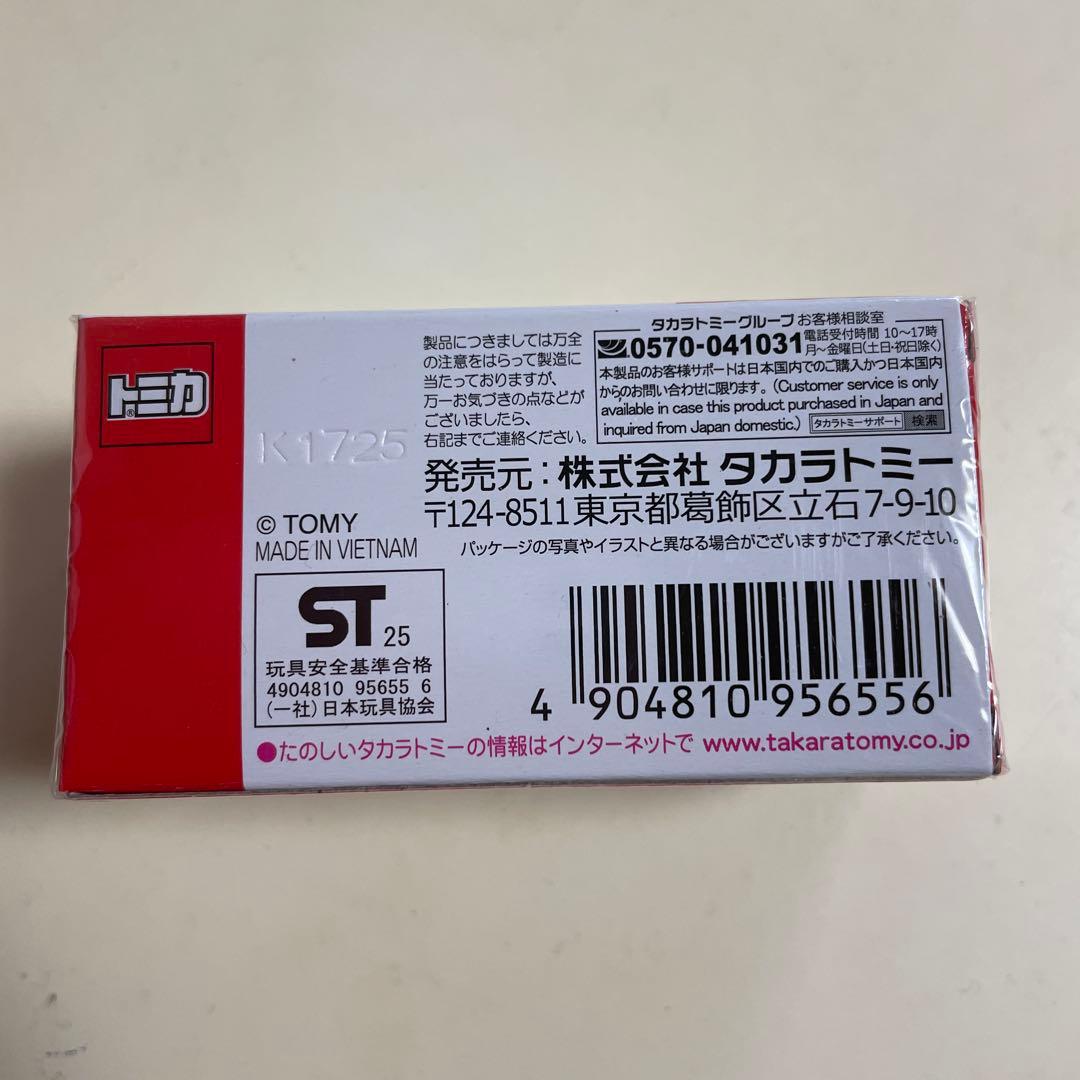 トミカ®
製品につきましては万全
の注意をはらって製造に
当たっておりますが、
万一お気づきの点などが
ございましたら、
右記までご連絡ください。
タカラトミーグループ お客様相談室
0570-041031 電話受付時間 10〜17時
月〜金曜日(土日・祝日除く)
本製品のお客様サポートは日本国内でのご購入かつ日本国内
からのお問い合わせに限ります。(Customer service is only
available in case this product purchased in Japan and
inquired from Japan domestic.) タカラトミーサポート 検索
K1725
発売元:株式会社 タカラトミー
〒124-8511東京都葛飾区立石7-9-10
© TOMY
MADE IN VIETNAM
パッケージの写真やイラストと異なる場合がございますがご了承ください。
ST 25
玩具安全基準合格
4904810 95655 6
(一社)日本玩具協会
4 904810 956556
●たのしいタカラトミーの情報はインターネットで www.takaratomy.co.jp